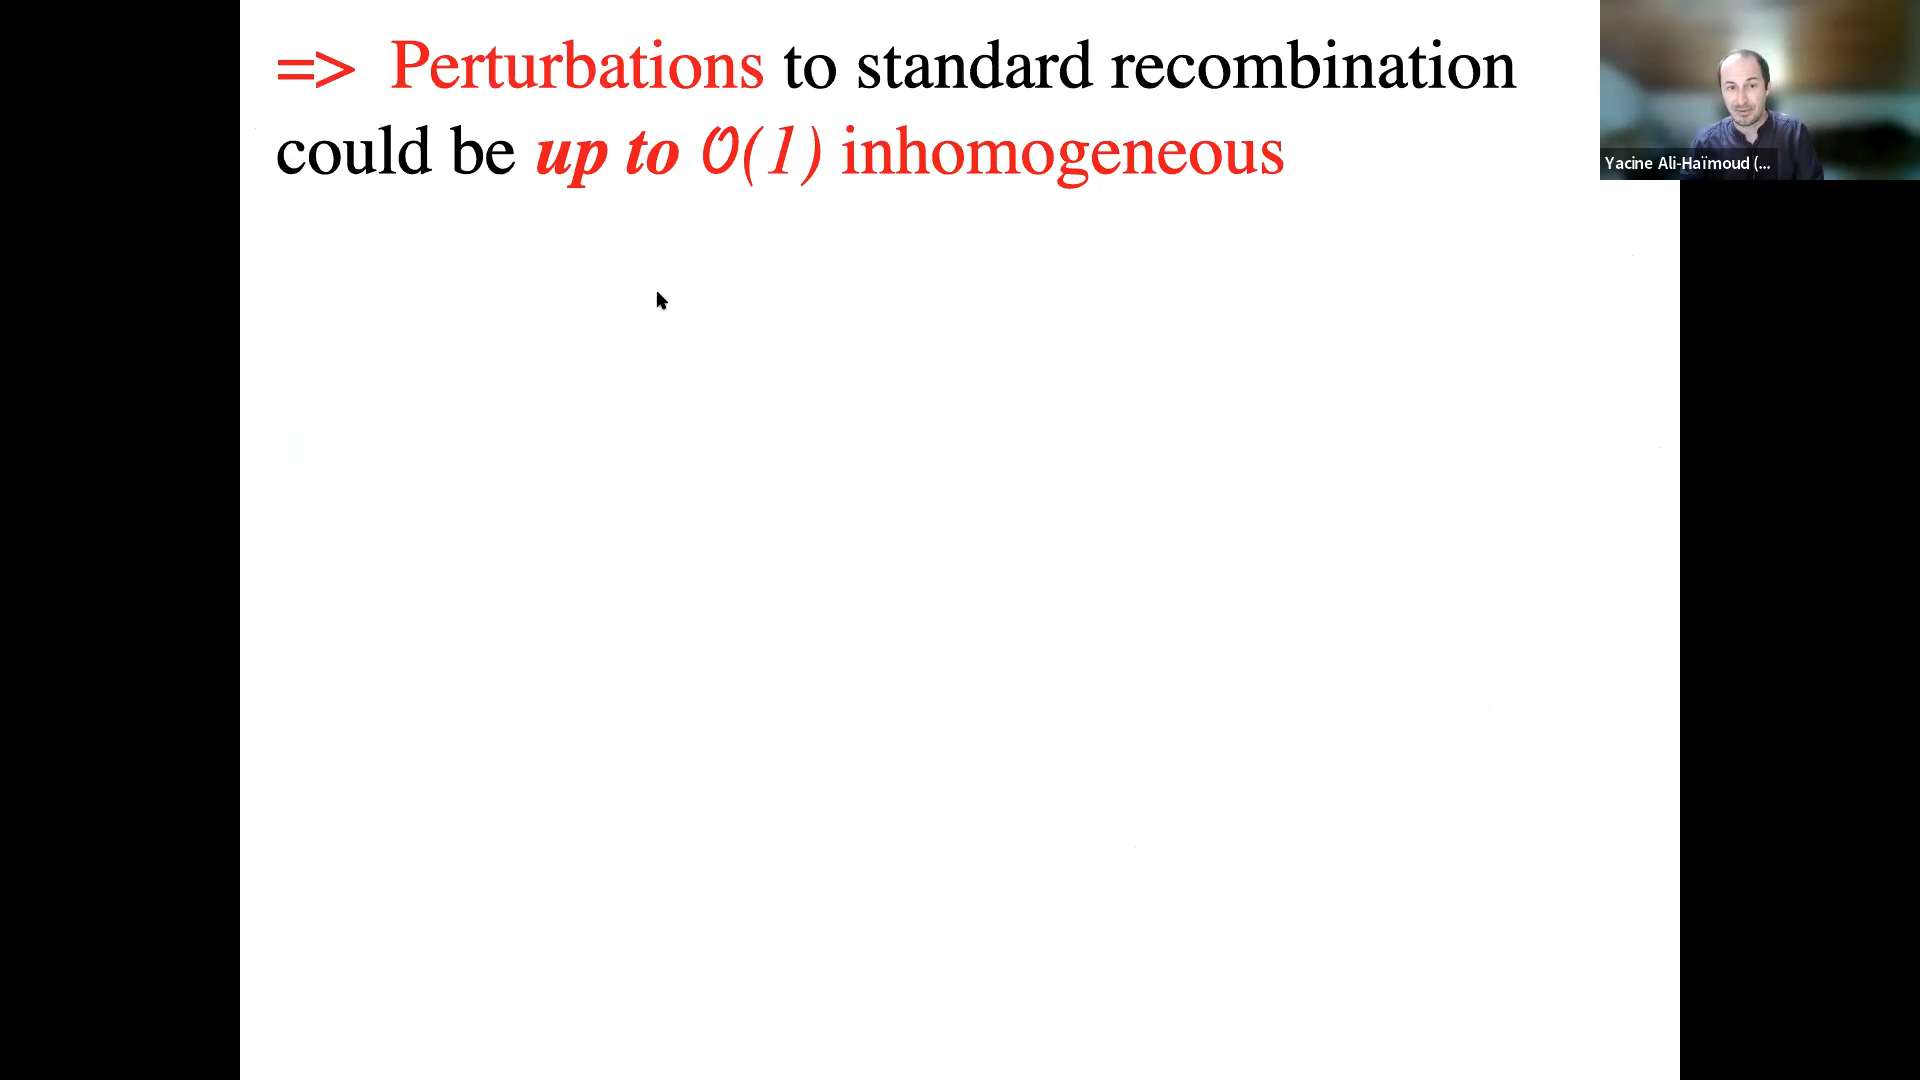 => Perturbations to standard recombination
could be up to O(1) inhomogeneous
Yacine Ali-Haïmoud (...